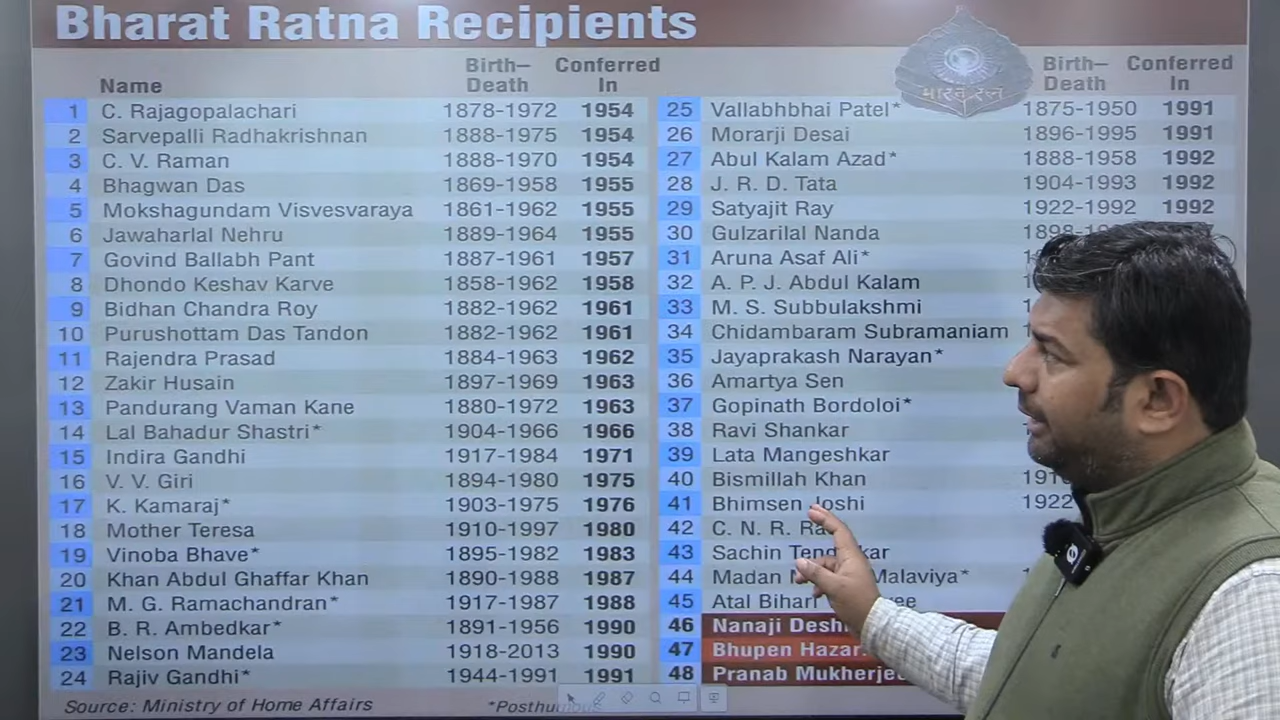 Bharat Ratna Recipients
Name Birth– Death Conferred In
1 C. Rajagopalachari 1878-1972 1954
2 Sarvepalli Radhakrishnan 1888-1975 1954
3 C. V. Raman 1888-1970 1954
4 Bhagwan Das 1869-1958 1955
5 Mokshagundam Visvesvaraya 1861-1962 1955
6 Jawaharlal Nehru 1889-1964 1955
7 Govind Ballabh Pant 1887-1961 1957
8 Dhondo Keshav Karve 1858-1962 1958
9 Bidhan Chandra Roy 1882-1962 1961
10 Purushottam Das Tandon 1882-1962 1961
11 Rajendra Prasad 1884-1963 1962
12 Zakir Husain 1897-1969 1963
13 Pandurang Vaman Kane 1880-1972 1963
14 Lal Bahadur Shastri* 1904-1966 1966
15 Indira Gandhi 1917-1984 1971
16 V. V. Giri 1894-1980 1975
17 K. Kamaraj* 1903-1975 1976
18 Mother Teresa 1910-1997 1980
19 Vinoba Bhave* 1895-1982 1983
20 Khan Abdul Ghaffar Khan 1890-1988 1987
21 M. G. Ramachandran* 1917-1987 1988
22 B. R. Ambedkar* 1891-1956 1990
23 Nelson Mandela 1918-2013 1990
24 Rajiv Gandhi* 1944-1991 1991
Source: Ministry of Home Affairs
भारत रत्न
Birth– Death Conferred In
25 Vallabhbhai Patel* 1875-1950 1991
26 Morarji Desai 1896-1995 1991
27 Abul Kalam Azad* 1888-1958 1992
28 J. R. D. Tata 1904-1993 1992
29 Satyajit Ray 1922-1992 1992
30 Gulzarilal Nanda
31 Aruna Asaf Ali*
32 A. P. J. Abdul Kalam
33 M. S. Subbulakshmi
34 Chidambaram Subramaniam
35 Jayaprakash Narayan*
36 Amartya Sen
37 Gopinath Bordoloi*
38 Ravi Shankar
39 Lata Mangeshkar
40 Bismillah Khan
41 Bhimsen Joshi 1922
42 C. N. R.
43 Sachin
44 Madan Malaviya*
45 Atal Bihari
46 Nanaji
47 Bhupen
48 Pranab Mukherjee